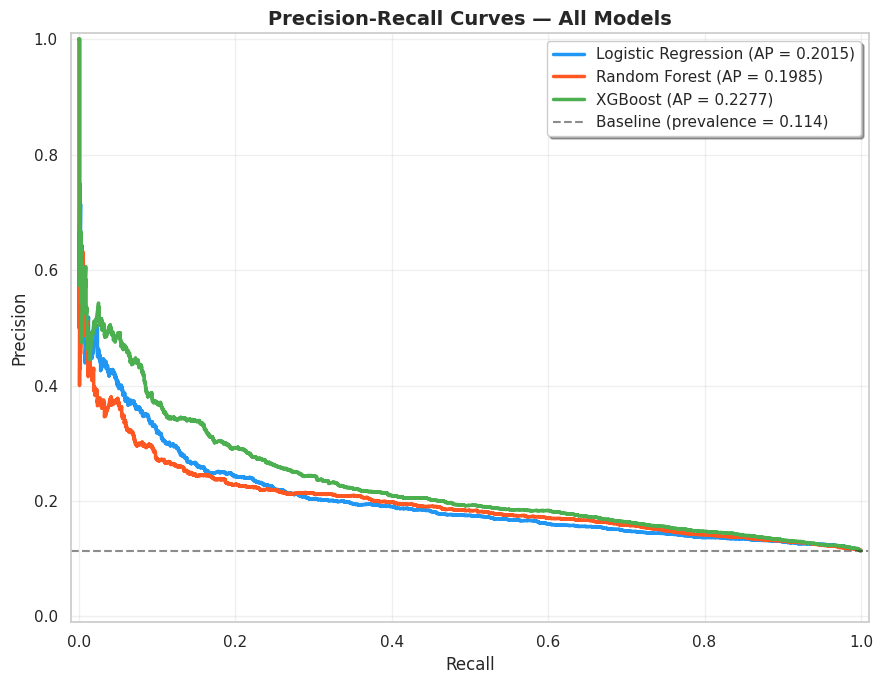 Precision-Recall Curves — All Models
Logistic Regression (AP = 0.2015)
Random Forest (AP = 0.1985)
XGBoost (AP = 0.2277)
Baseline (prevalence = 0.114)
Precision
1.0
0.8
0.6
0.4
0.2
0.0
0.0 0.2 0.4 0.6 0.8 1.0
Recall